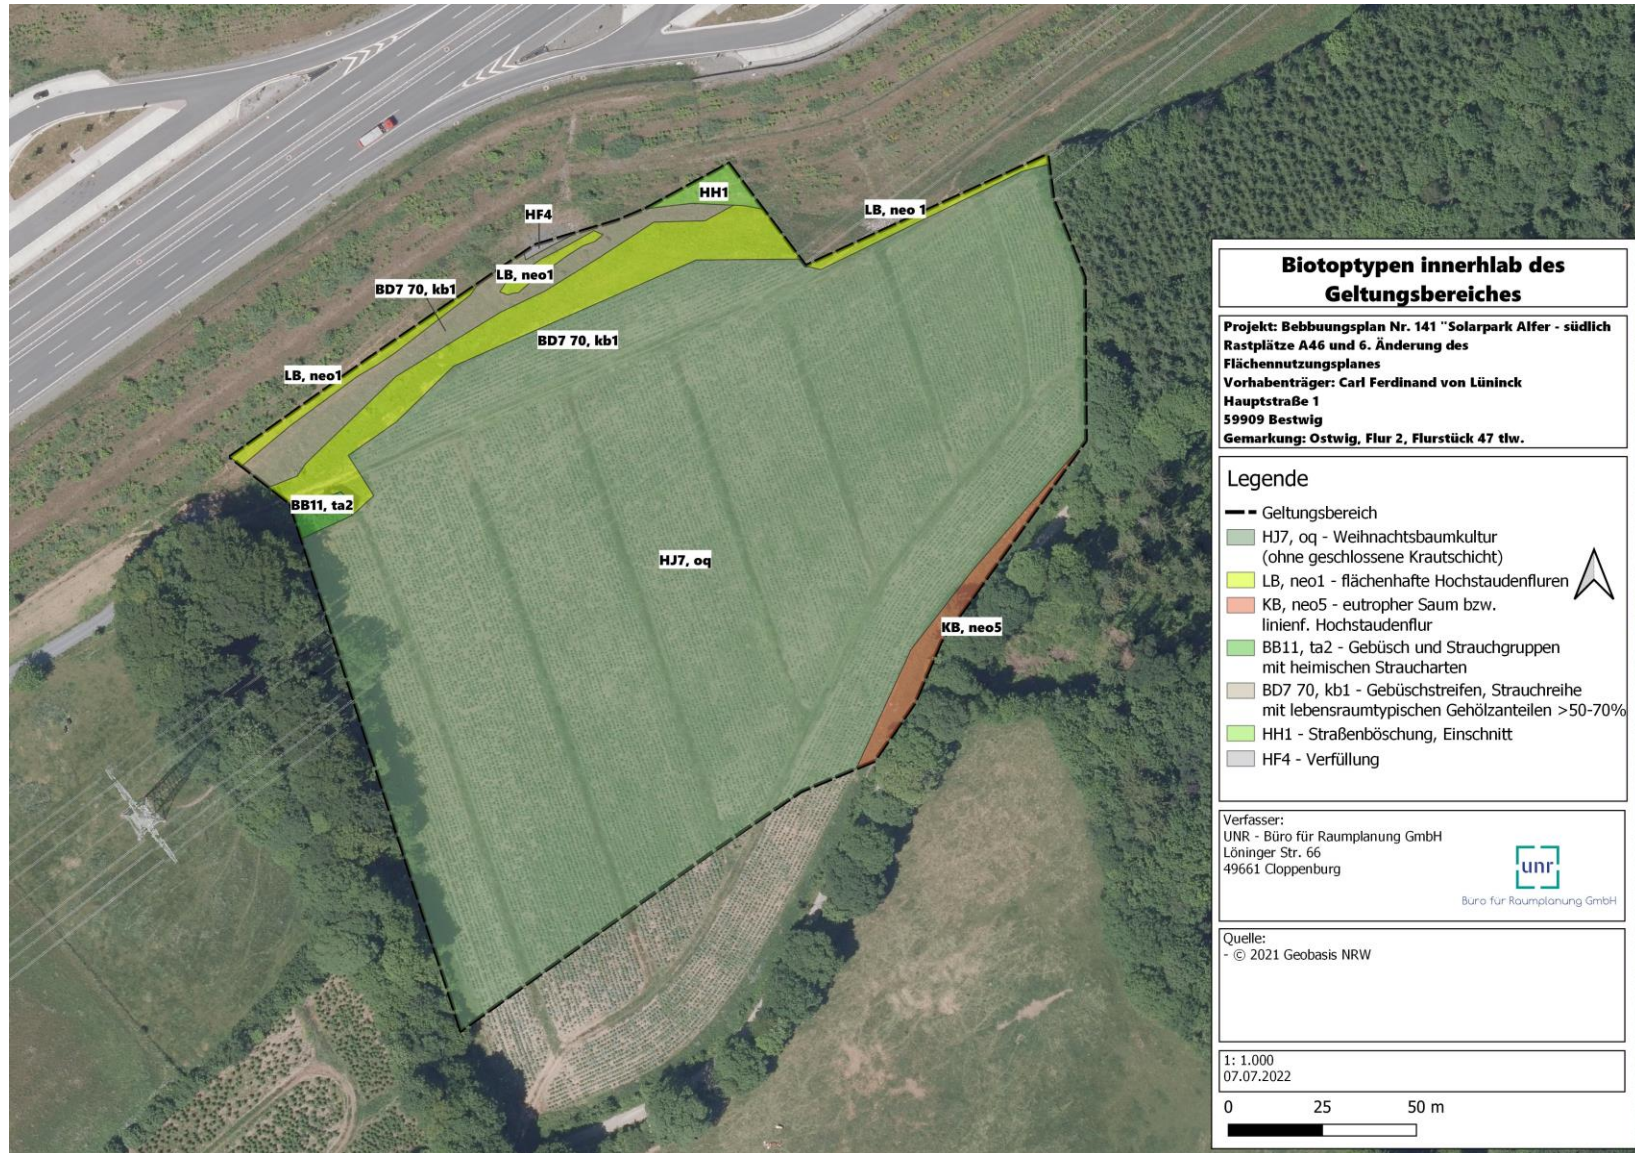 HH1
HF4
LB, neo 1
LB, neo1
BD7 70, kb1
BD7 70, kb1
LB, neo1
BB11, ta2
HJ7, oq
KB, neo5
Biotoptypen innerhlab des
Geltungsbereiches
Projekt: Bebbuungsplan Nr. 141 "Solarpark Alfer - südlich
Rastplätze A46 und 6. Änderung des
Flächennutzungsplanes
Vorhabenträger: Carl Ferdinand von Lüninck
Hauptstraße 1
59909 Bestwig
Gemarkung: Ostwig, Flur 2, Flurstück 47 tlw.
Legende
Geltungsbereich
HJ7, oq - Weihnachtsbaumkultur
(ohne geschlossene Krautschicht)
LB, neo1 - flächenhafte Hochstaudenfluren
KB, neo5 - eutropher Saum bzw.
linienf. Hochstaudenflur
BB11, ta2 - Gebüsch und Strauchgruppen
mit heimischen Straucharten
BD7 70, kb1 - Gebüschstreifen, Strauchreihe
mit lebensraumtypischen Gehölzanteilen >50-70%
HH1 - Straßenböschung, Einschnitt
HF4 - Verfüllung
Verfasser:
UNR - Büro für Raumplanung GmbH
Löninger Str. 66
49661 Cloppenburg
unr
Büro für Raumplanung GmbH
Quelle:
- © 2021 Geobasis NRW
1: 1.000
07.07.2022
0 25 50 m